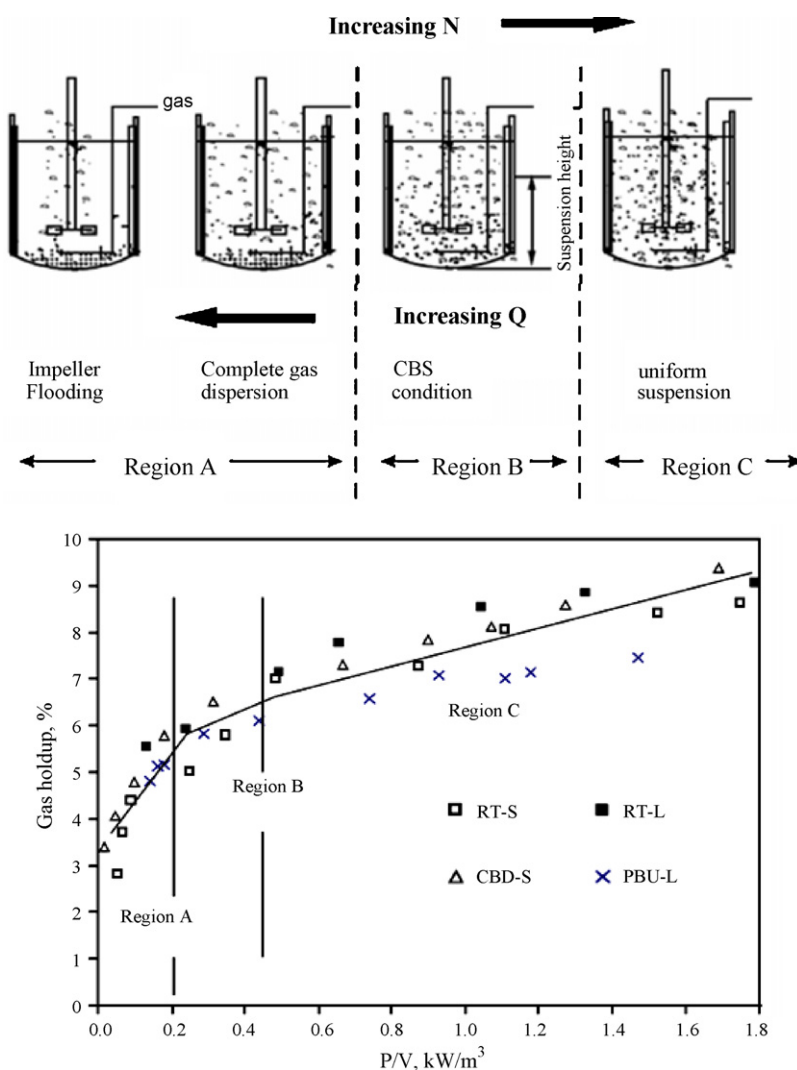 Increasing N
gas
Suspension height
Increasing Q
Impeller
Flooding
Complete gas
dispersion
CBS
condition
uniform
suspension
Region A
Region B
Region C
10
9
8
7
6
5
4
3
2
1
0
Gas holdup, %
Region C
Region B
Region A
RT-S
RT-L
CBD-S
PBU-L
0.0
0.2
0.4
0.6
0.8
1.0
1.2
1.4
1.6
1.8
P/V, kW/m³